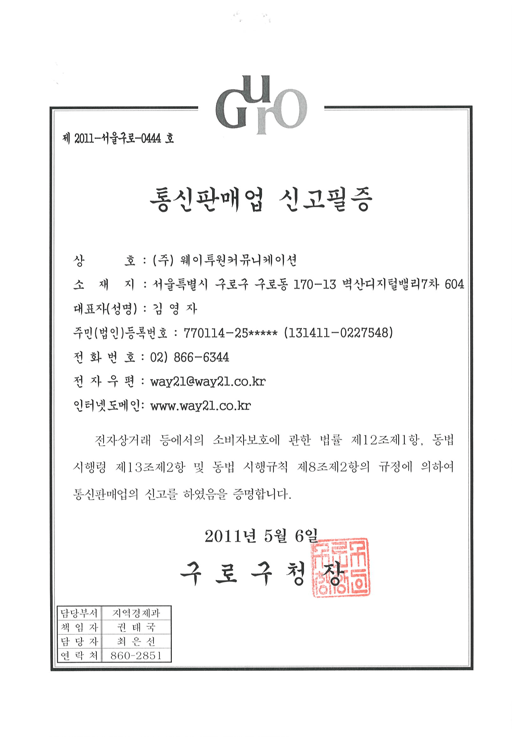 Guro
제 2011-서울구로-0444 호
통신판매업 신고필증
상 호 : (주) 웨이투원커뮤니케이션
소 재 지 : 서울특별시 구로구 구로동 170-13 벽산디지털밸리7차 604
대표자(성명) : 김 영 자
주민(법인)등록번호 : 770114-25***** (131411-0227548)
전 화 번 호 : 02) 866-6344
전 자 우 편 : way21@way21.co.kr
인터넷도메인: www.way21.co.kr
전자상거래 등에서의 소비자보호에 관한 법률 제12조제1항, 동법
시행령 제13조제2항 및 동법 시행규칙 제8조제2항의 규정에 의하여
통신판매업의 신고를 하였음을 증명합니다.
2011년 5월 6일
구 로 구 청 장
담당부서 지역경제과
책 임 자 권 태 국
담 당 자 최 은 선
연 락 처 860-2851